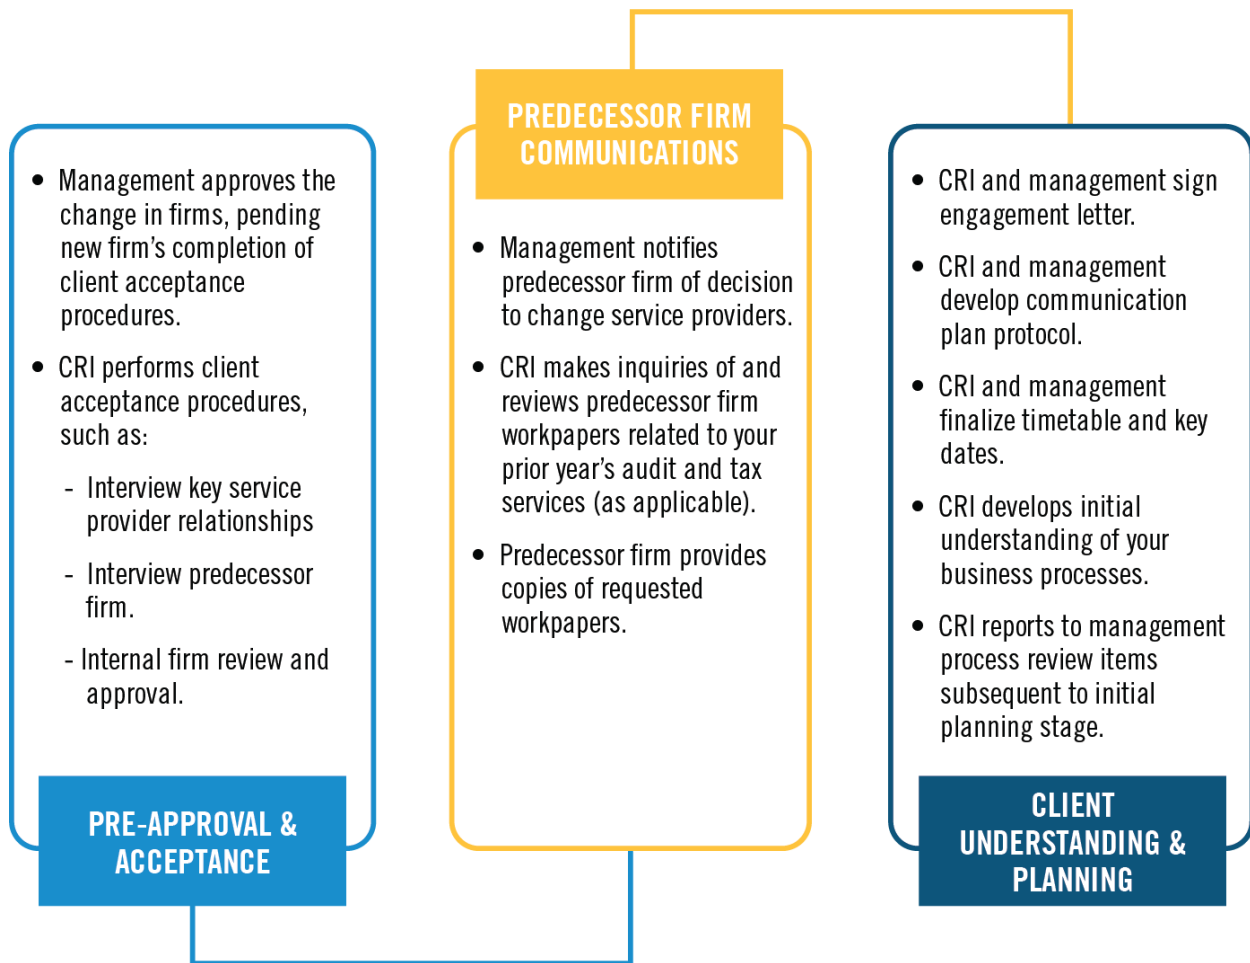 • Management approves the
change in firms, pending
new firm's completion of
client acceptance
procedures.
• CRI performs client
acceptance procedures,
such as:
- Interview key service
provider relationships
- Interview predecessor
firm.
- Internal firm review and
approval.
PRE-APPROVAL &
ACCEPTANCE
PREDECESSOR FIRM
COMMUNICATIONS
• Management notifies
predecessor firm of decision
to change service providers.
• CRI makes inquiries of and
reviews predecessor firm
workpapers related to your
prior year's audit and tax
services (as applicable).
• Predecessor firm provides
copies of requested
workpapers.
• CRI and management sign
engagement letter.
• CRI and management
develop communication
plan protocol.
• CRI and management
finalize timetable and key
dates.
• CRI develops initial
understanding of your
business processes.
• CRI reports to management
process review items
subsequent to initial
planning stage.
CLIENT
UNDERSTANDING &
PLANNING